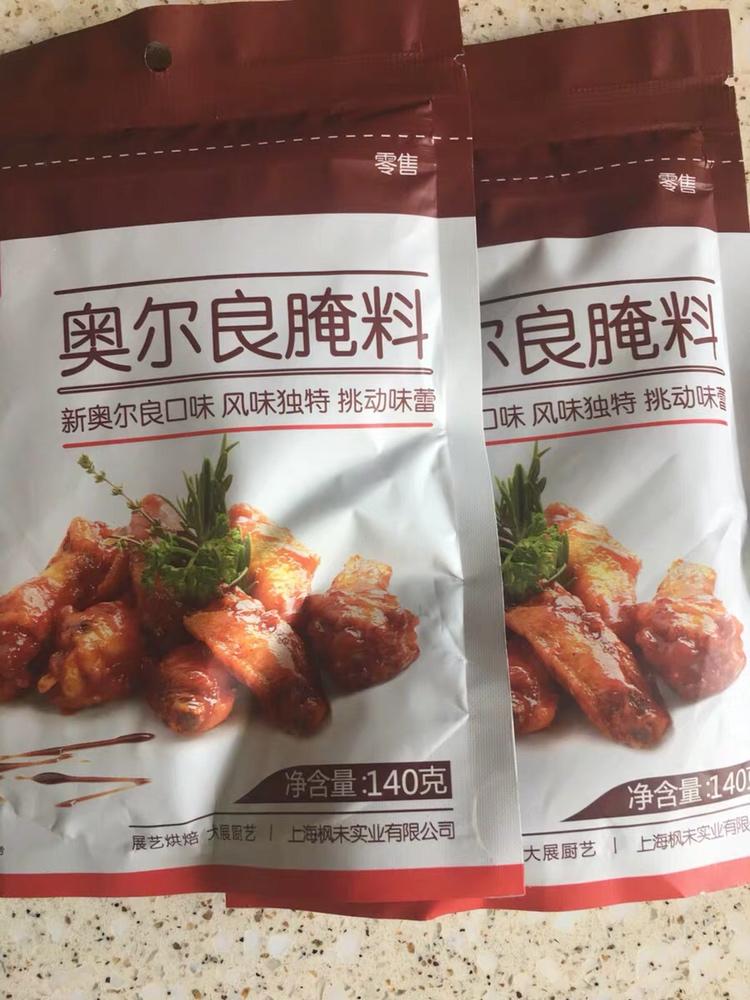 零售
奥尔良腌料
新奥尔良口味 风味独特 挑动味蕾
净含量:140克
展艺烘焙 大展厨艺 | 上海枫未实业有限公司
零售
尔良腌料
口味 风味独特 挑动味蕾
净含量:140
大展厨艺 | 上海枫未实业有限